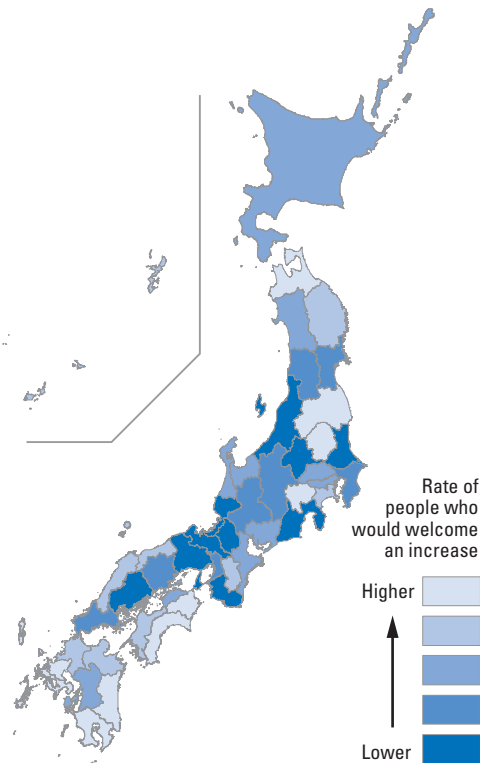 Rate of
people who
would welcome
an increase
Higher
Lower